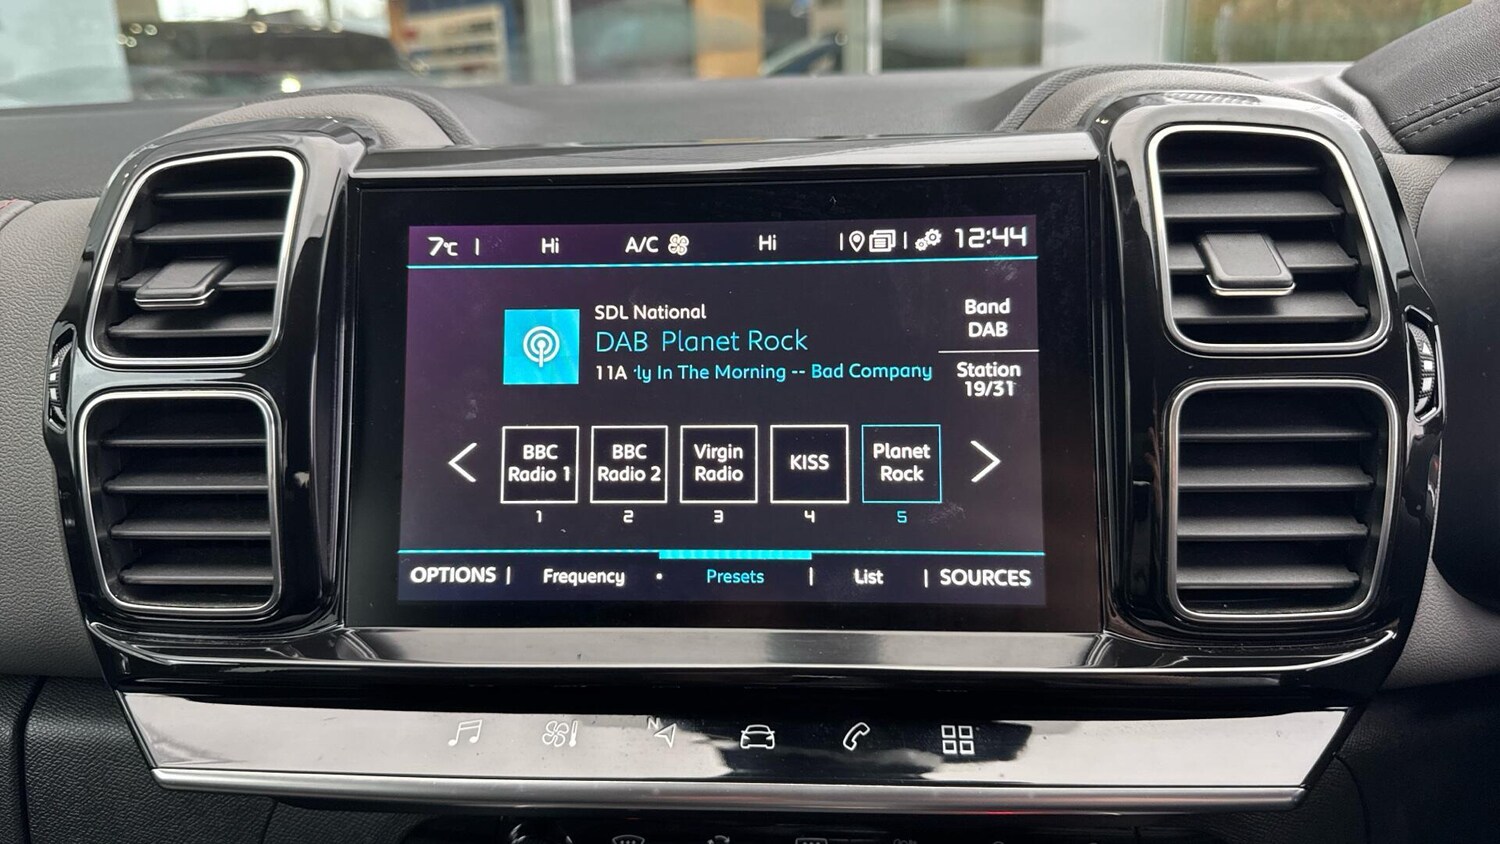 7°C Hi A/C Hi 12:44
SDL National
DAB Planet Rock
11A ly In The Morning -- Bad Company
Band
DAB
Station
19/31
BBC
Radio 1
BBC
Radio 2
Virgin
Radio
KISS
Planet
Rock
1 2 3 4 5
OPTIONS | Frequency • Presets | List | SOURCES
N